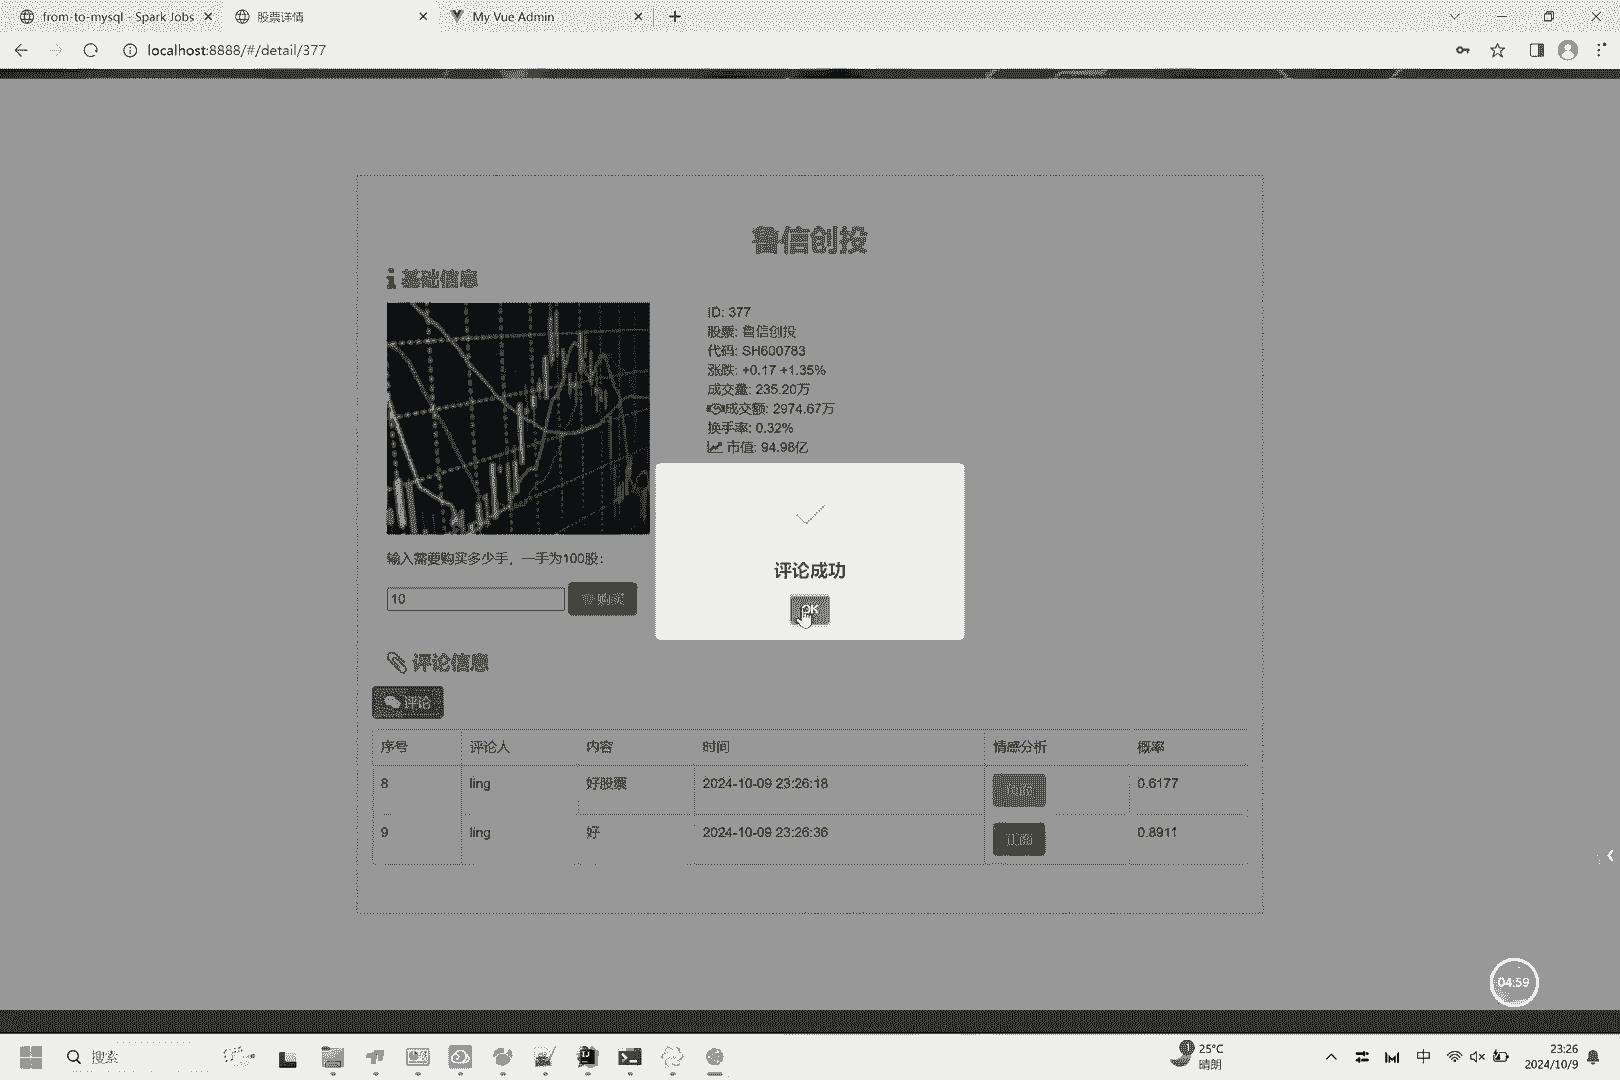 from-to-mysql - Spark Jobs
股票详情
My Vue Admin
localhost:8888/#/detail/377
鲁信创投
基础信息
ID: 377
股票: 鲁信创投
代码: SH600783
涨跌: +0.17 +1.35%
成交量: 235.20万
成交额: 2974.67万
换手率: 0.32%
市值: 94.98亿
输入需要购买多少手，一手为100股:
10
购买
评论成功
OK
评论信息
评论
序号 评论人 内容 时间 情感分析 概率
8 ling 好股票 2024-10-09 23:26:18 0.6177
9 ling 好 2024-10-09 23:26:36 0.8911
04:59
搜索
1
25°C
晴朗
中
23:26
2024/10/9